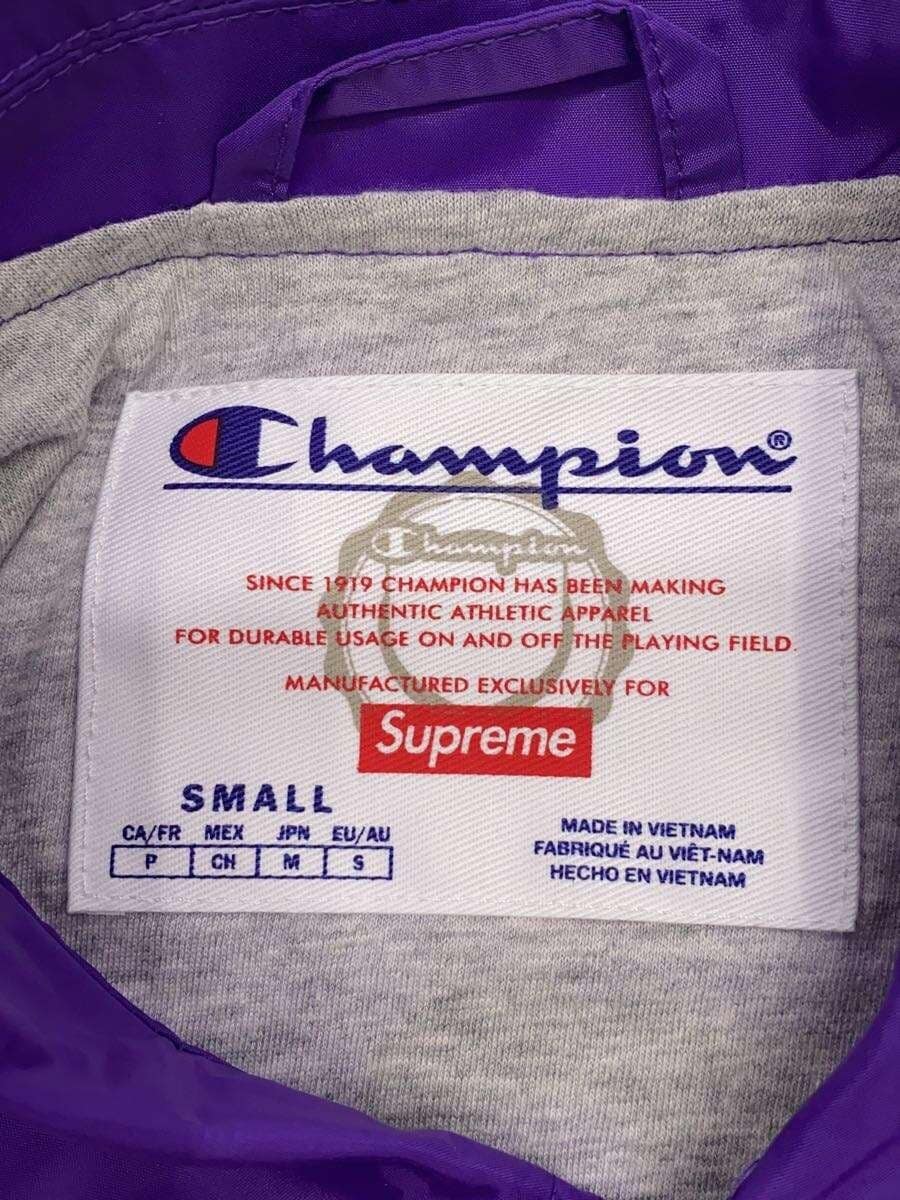 Champion®
Champion
SINCE 1919 CHAMPION HAS BEEN MAKING
AUTHENTIC ATHLETIC APPAREL
FOR DURABLE USAGE ON AND OFF THE PLAYING FIELD.
MANUFACTURED EXCLUSIVELY FOR
Supreme
SMALL
CA/FR MEX JPN EU/AU
P CH M S
MADE IN VIETNAM
FABRIQUÉ AU VIÊT-NAM
HECHO EN VIETNAM